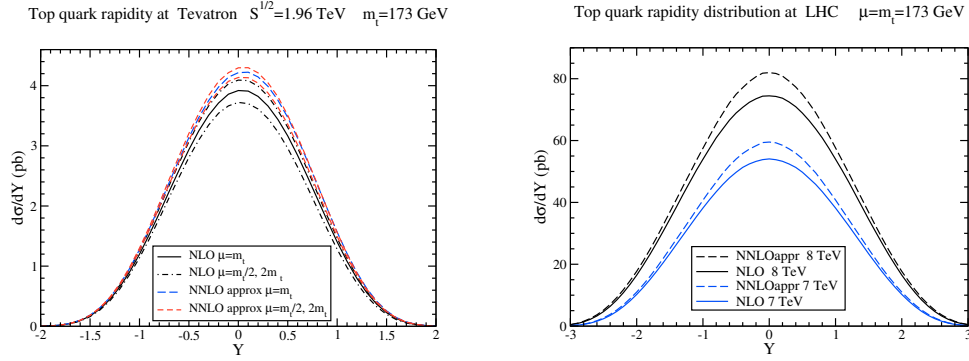 Top quark rapidity at Tevatron S^1/2=1.96 TeV m_t=173 GeV
dσ/dY (pb)
4
3
2
1
0
NLO μ=m_t
NLO μ=m_t/2, 2m_t
NNLO approx μ=m_t
NNLO approx μ=m_t/2, 2m_t
-2 -1.5 -1 -0.5 0 0.5 1 1.5 2
Y
Top quark rapidity distribution at LHC μ=m_t=173 GeV
dσ/dY (pb)
80
60
40
20
0
NNLOappr 8 TeV
NLO 8 TeV
NNLOappr 7 TeV
NLO 7 TeV
-3 -2 -1 0 1 2 3
Y